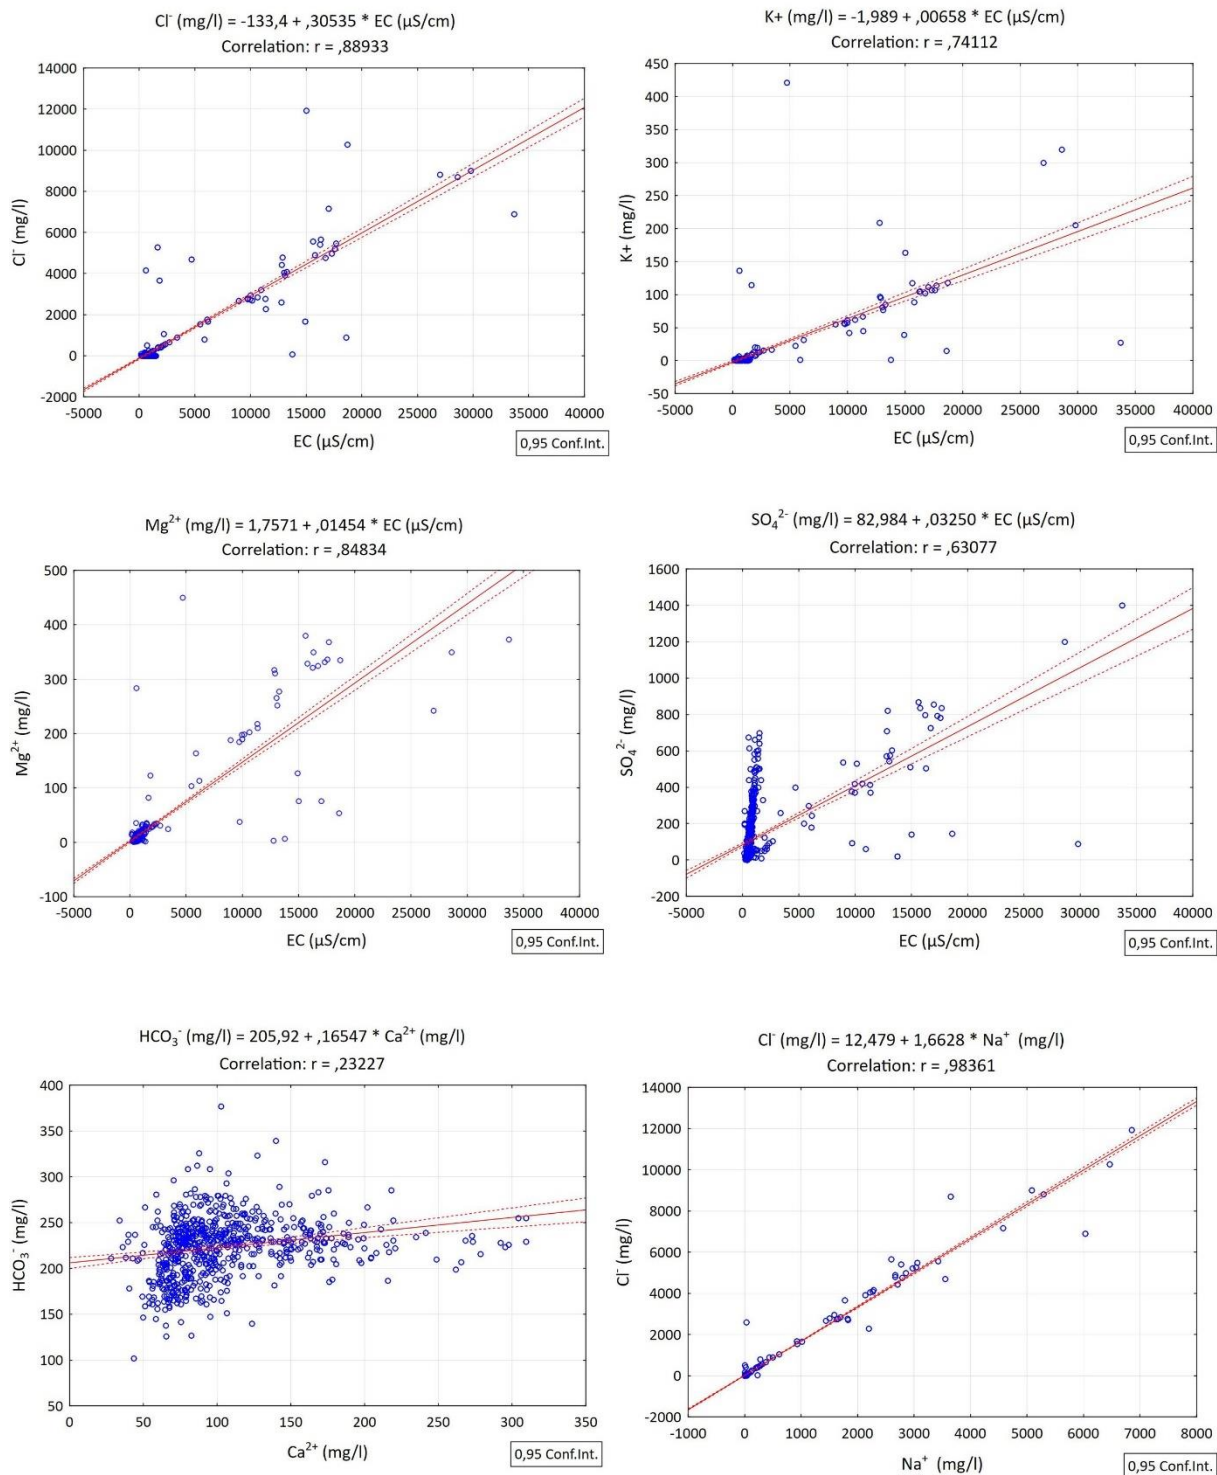 Cl⁻ (mg/l) = -133,4 + ,30535 * EC (µS/cm)
Correlation: r = ,88933
14000
12000
10000
8000
6000
4000
2000
0
-2000
Cl⁻ (mg/l)
-5000 0 5000 10000 15000 20000 25000 30000 35000 40000
EC (µS/cm)
0,95 Conf.Int.
K+ (mg/l) = -1,989 + ,00658 * EC (µS/cm)
Correlation: r = ,74112
450
400
350
300
250
200
150
100
50
0
-50
K+ (mg/l)
-5000 0 5000 10000 15000 20000 25000 30000 35000 40000
EC (µS/cm)
0,95 Conf.Int.
Mg²⁺ (mg/l) = 1,7571 + ,01454 * EC (µS/cm)
Correlation: r = ,84834
500
400
300
200
100
0
-100
Mg²⁺ (mg/l)
-5000 0 5000 10000 15000 20000 25000 30000 35000 40000
EC (µS/cm)
0,95 Conf.Int.
SO₄²⁻ (mg/l) = 82,984 + ,03250 * EC (µS/cm)
Correlation: r = ,63077
1600
1400
1200
1000
800
600
400
200
0
-200
SO₄²⁻ (mg/l)
-5000 0 5000 10000 15000 20000 25000 30000 35000 40000
EC (µS/cm)
0,95 Conf.Int.
HCO₃⁻ (mg/l) = 205,92 + ,16547 * Ca²⁺ (mg/l)
Correlation: r = ,23227
400
350
300
250
200
150
100
50
HCO₃⁻ (mg/l)
0 50 100 150 200 250 300 350
Ca²⁺ (mg/l)
0,95 Conf.Int.
Cl⁻ (mg/l) = 12,479 + 1,6628 * Na⁺ (mg/l)
Correlation: r = ,98361
14000
12000
10000
8000
6000
4000
2000
0
-2000
Cl⁻ (mg/l)
-1000 0 1000 2000 3000 4000 5000 6000 7000 8000
Na⁺ (mg/l)
0,95 Conf.Int.